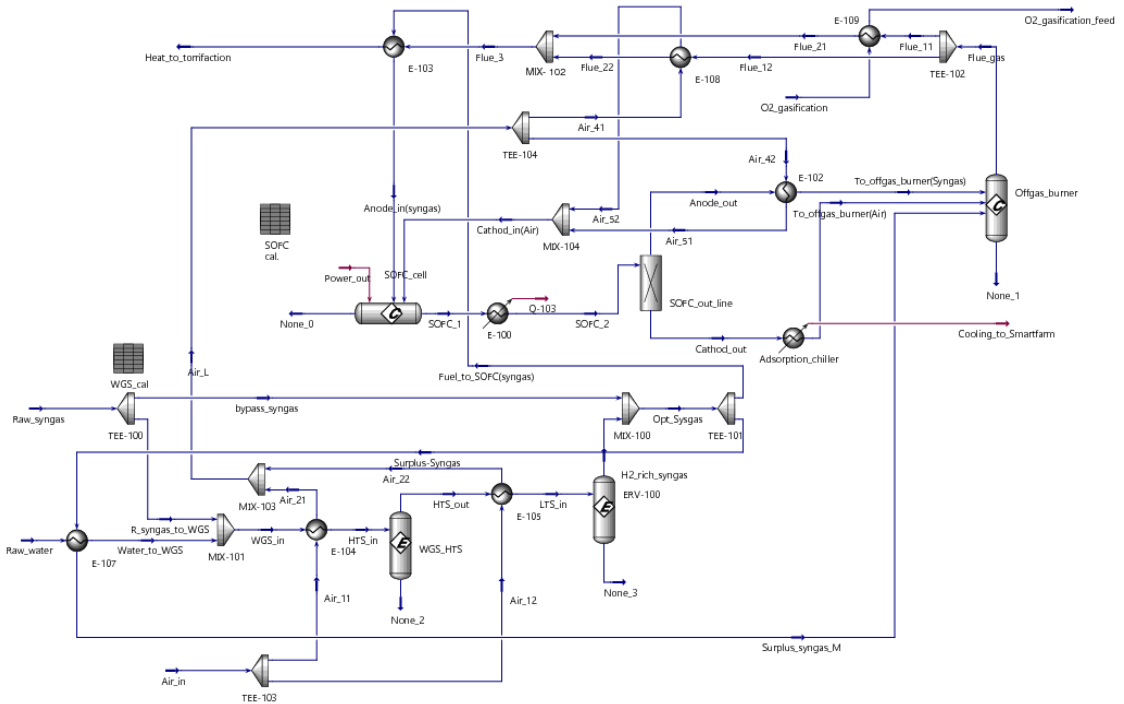 O2_gasification_feed
E-109
Flue_21
Flue_11
Flue_gas
Heat_to_torrifaction
E-103
Flue_3
MIX- 102
Flue_22
E-108
Flue_12
TEE-102
O2_gasification
Air_41
TEE-104
Air_42
E-102
To_offgas_burner(Syngas)
Offgas_burner
Anode_in(syngas)
Anode_out
To_offgas_burner(Air)
Cathod_in(Air)
Air_52
SOFC
cal.
MIX-104
Air_51
Power_out
SOFC_cell
SOFC_out_line
None_1
Q-103
None_0
SOFC_1
E-100
SOFC_2
Cathod_out
Adsorption_chiller
Cooling_to_Smartfarm
Air_L
Fuel_to_SOFC(syngas)
WGS_cal
Raw_syngas
bypass_syngas
Opt_Sysgas
TEE-100
MIX-100
TEE-101
Surplus-Syngas
Air_22
H2_rich_syngas
MIX-103
Air_21
HTS_out
LTS_in
ERV-100
E-105
R_syngas_to_WGS
Raw_water
Water_to_WGS
WGS_in
HTS_in
E-107
MIX-101
E-104
WGS_HTS
None_3
Air_11
Air_12
None_2
Surplus_syngas_M
Air_in
TEE-103